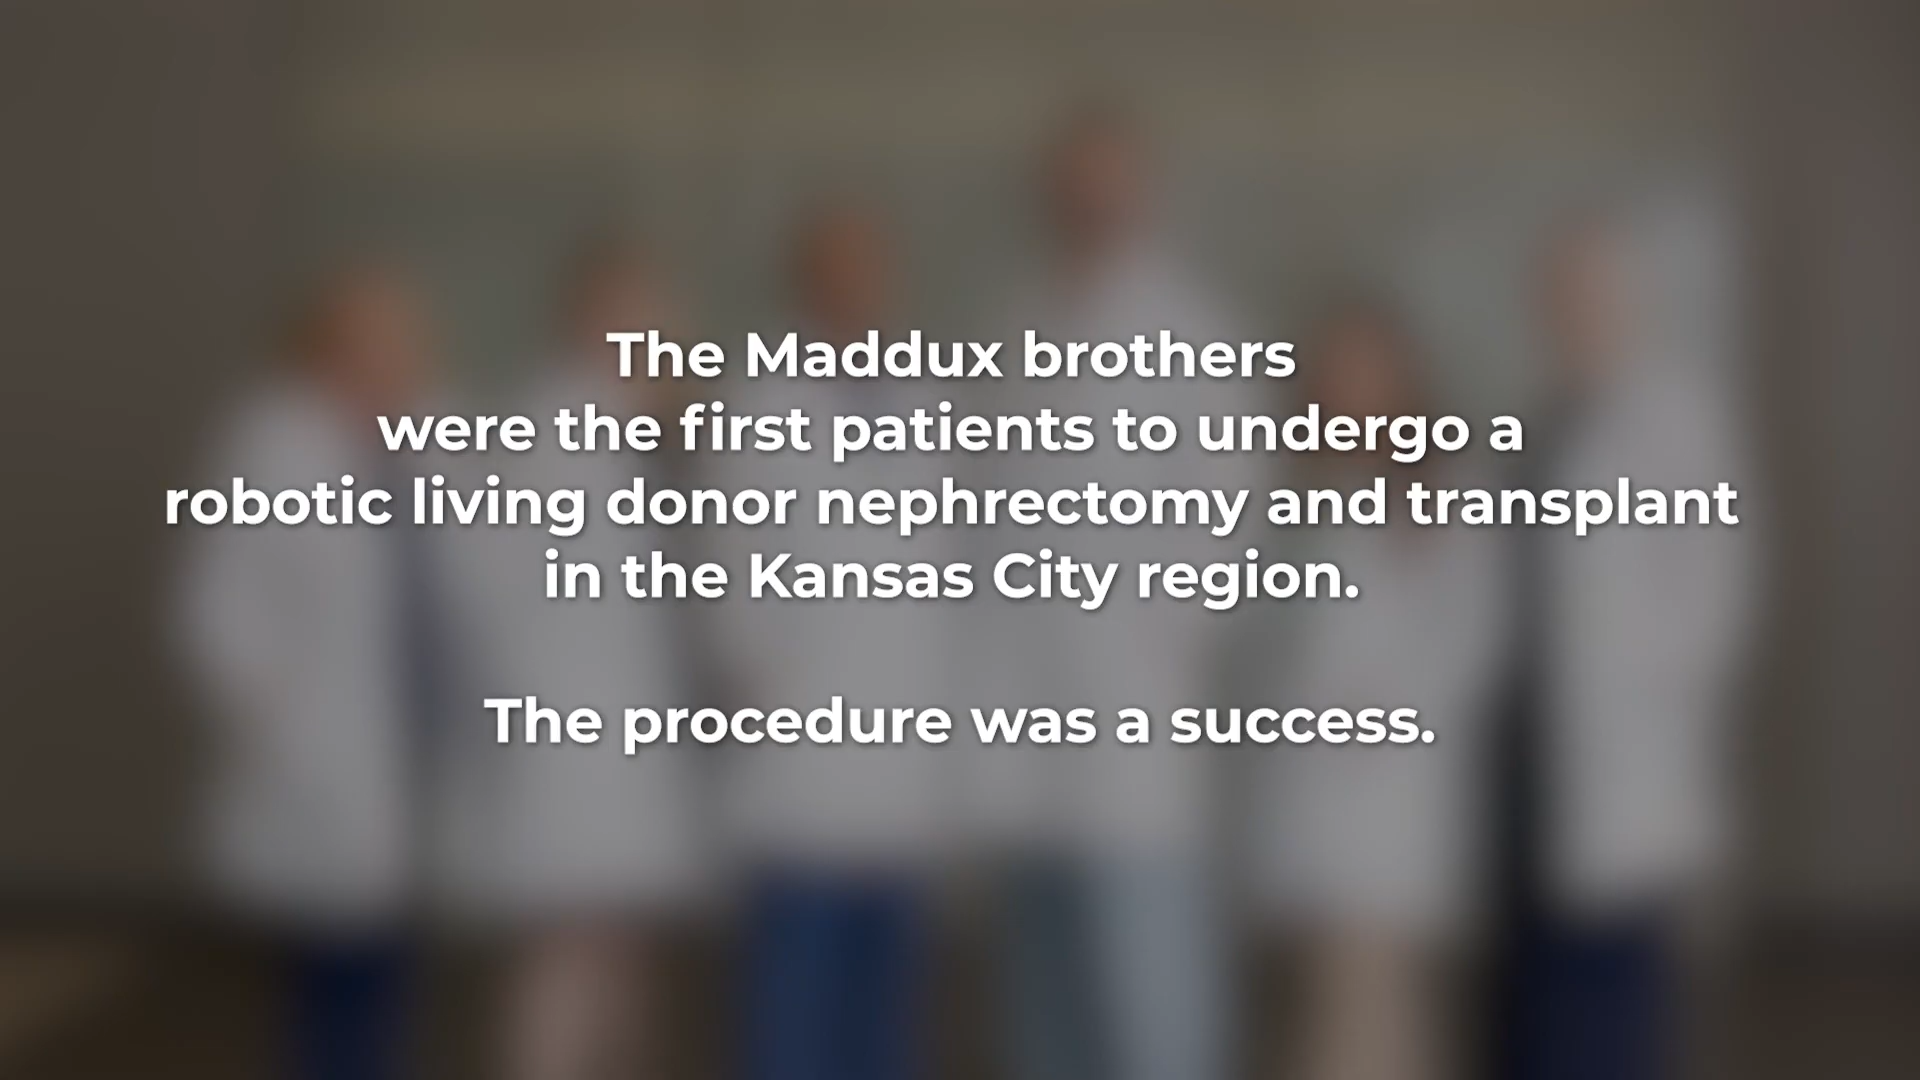 The Maddux brothers
were the first patients to undergo a
robotic living donor nephrectomy and transplant
in the Kansas City region.
The procedure was a success.